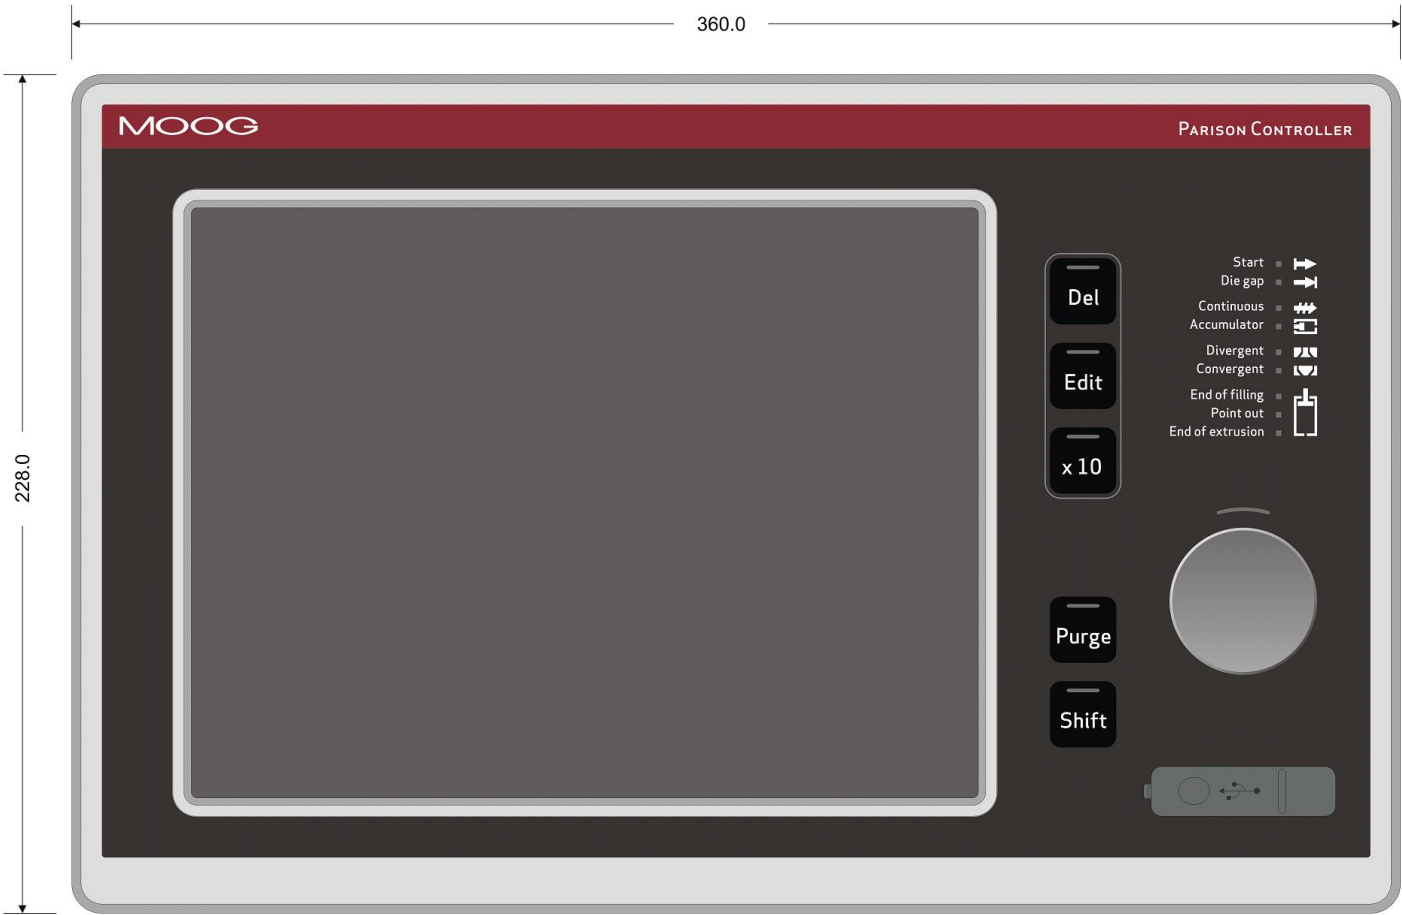 360.0
MOOG
PARISON CONTROLLER
228.0
Del
Edit
x 10
Purge
Shift
Start
Die gap
Continuous
Accumulator
Divergent
Convergent
End of filling
Point out
End of extrusion